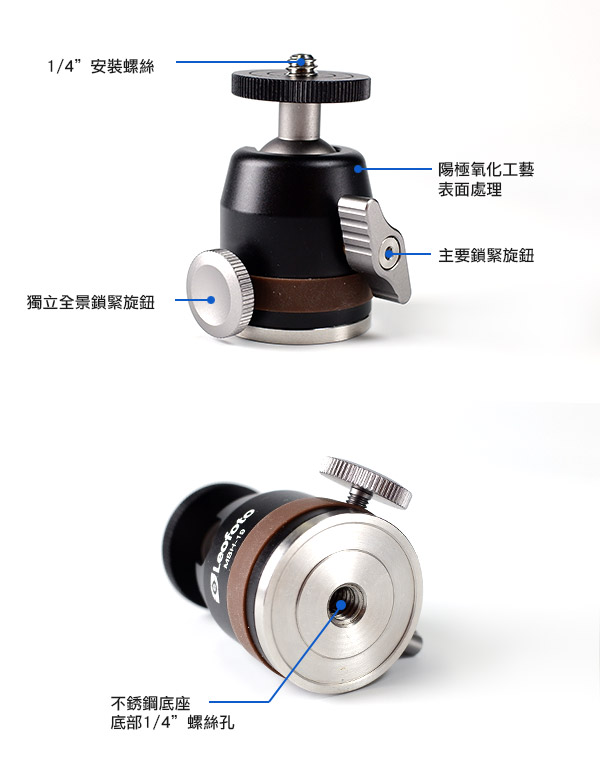 1/4”安裝螺絲
陽極氧化工藝
表面處理
主要鎖緊旋鈕
獨立全景鎖緊旋鈕
Leofoto
MBH-19
不銹鋼底座
底部1/4”螺絲孔